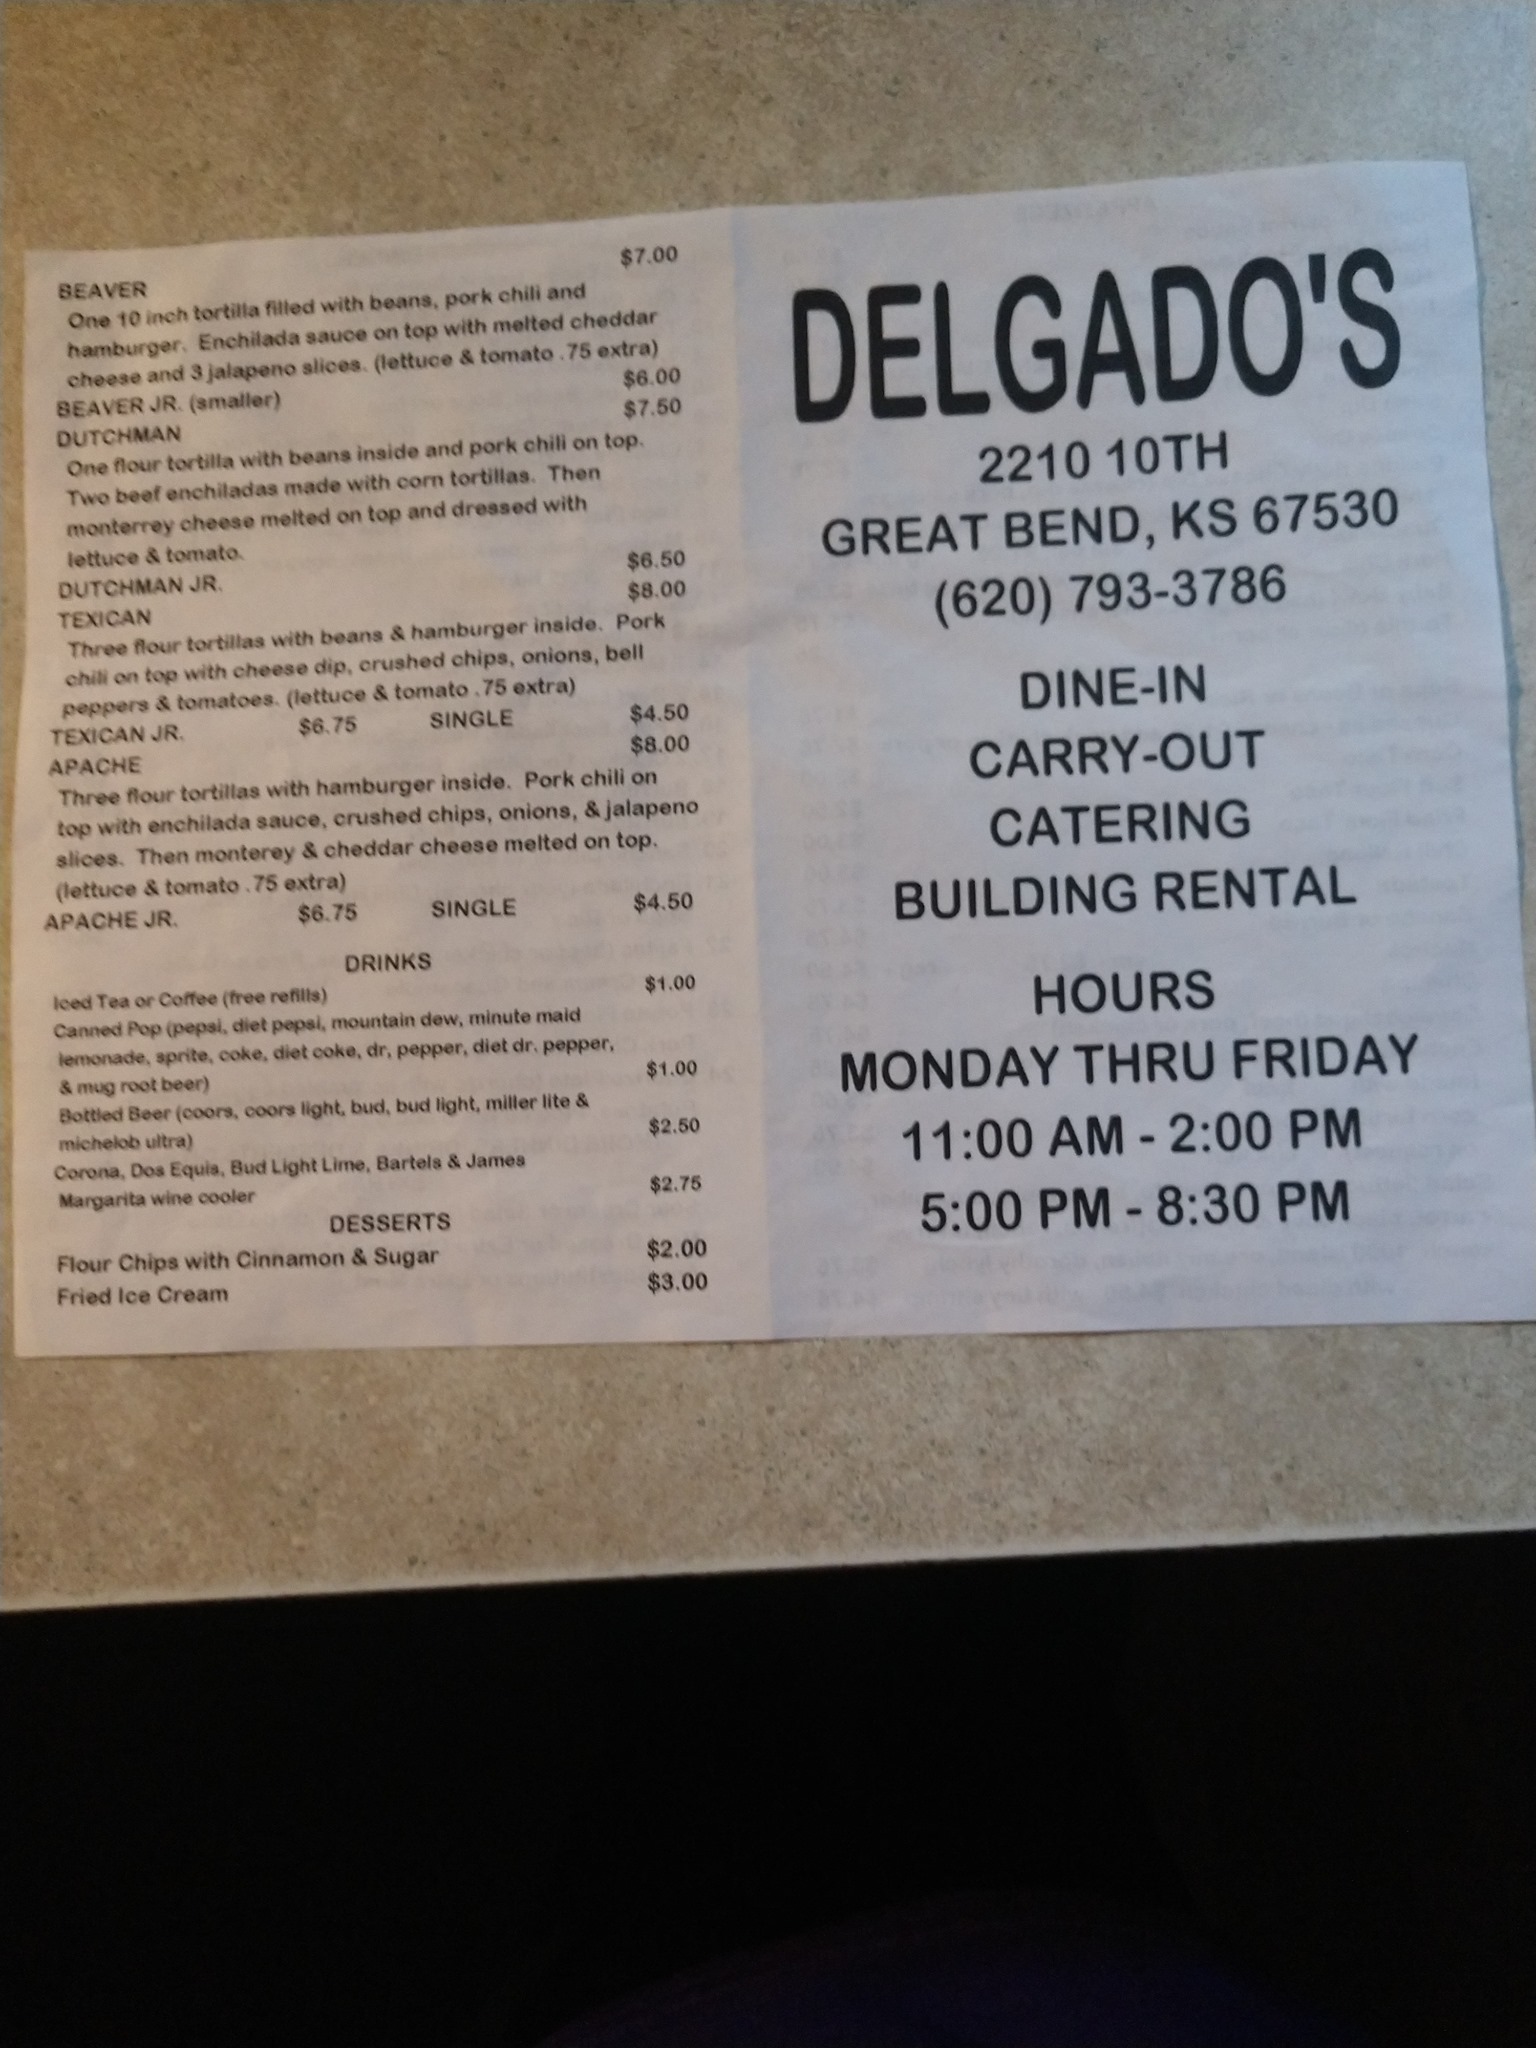 BEAVER $7.00
One 10 inch tortilla filled with beans, pork chili and
hamburger. Enchilada sauce on top with melted cheddar
cheese and 3 jalapeno slices. (lettuce & tomato .75 extra)
BEAVER JR. (smaller) $6.00
DUTCHMAN $7.50
One flour tortilla with beans inside and pork chili on top.
Two beef enchiladas made with corn tortillas. Then
monterrey cheese melted on top and dressed with
lettuce & tomato.
DUTCHMAN JR. $6.50
TEXICAN $8.00
Three flour tortillas with beans & hamburger inside. Pork
chili on top with cheese dip, crushed chips, onions, bell
peppers & tomatoes. (lettuce & tomato .75 extra)
TEXICAN JR. $6.75 SINGLE $4.50
APACHE $8.00
Three flour tortillas with hamburger inside. Pork chili on
top with enchilada sauce, crushed chips, onions, & jalapeno
slices. Then monterey & cheddar cheese melted on top.
(lettuce & tomato .75 extra)
APACHE JR. $6.75 SINGLE $4.50
DRINKS
Iced Tea or Coffee (free refills) $1.00
Canned Pop (pepsi, diet pepsi, mountain dew, minute maid
lemonade, sprite, coke, diet coke, dr, pepper, diet dr. pepper,
& mug root beer) $1.00
Bottled Beer (coors, coors light, bud, bud light, miller lite &
michelob ultra) $2.50
Corona, Dos Equis, Bud Light Lime, Bartels & James
Margarita wine cooler $2.75
DESSERTS
Flour Chips with Cinnamon & Sugar $2.00
Fried Ice Cream $3.00
DELGADO'S
2210 10TH
GREAT BEND, KS 67530
(620) 793-3786
DINE-IN
CARRY-OUT
CATERING
BUILDING RENTAL
HOURS
MONDAY THRU FRIDAY
11:00 AM - 2:00 PM
5:00 PM - 8:30 PM